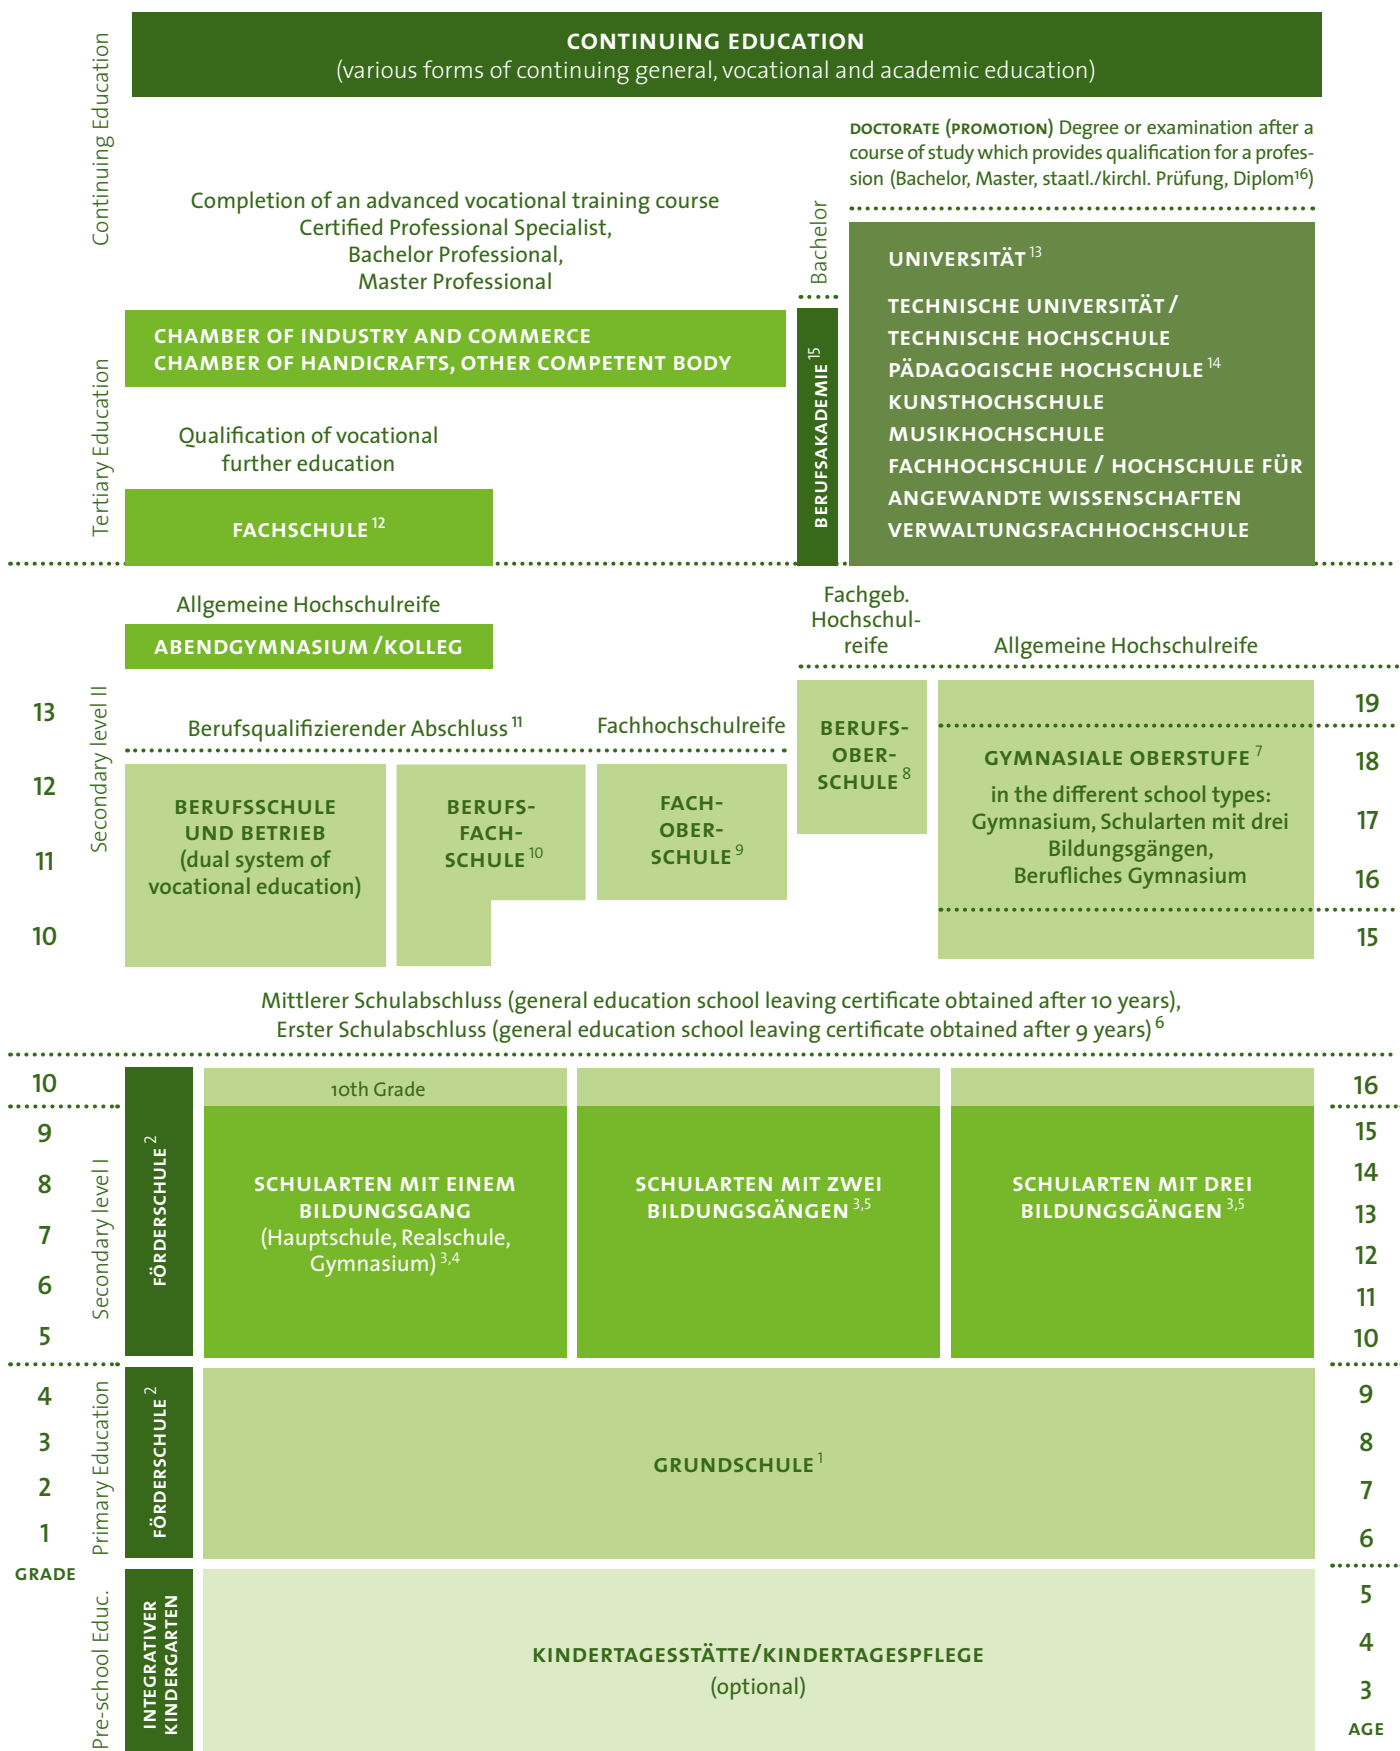 CONTINUING EDUCATION
(various forms of continuing general, vocational and academic education)
Continuing Education
DOCTORATE (PROMOTION) Degree or examination after a
course of study which provides qualification for a profes-
sion (Bachelor, Master, staatl./kirchl. Prüfung, Diplom16)
Completion of an advanced vocational training course
Certified Professional Specialist,
Bachelor Professional,
Master Professional
Bachelor
UNIVERSITÄT 13
TECHNISCHE UNIVERSITÄT /
TECHNISCHE HOCHSCHULE
PÄDAGOGISCHE HOCHSCHULE 14
KUNSTHOCHSCHULE
MUSIKHOCHSCHULE
FACHHOCHSCHULE / HOCHSCHULE FÜR
ANGEWANDTE WISSENSCHAFTEN
VERWALTUNGSFACHHOCHSCHULE
CHAMBER OF INDUSTRY AND COMMERCE
CHAMBER OF HANDICRAFTS, OTHER COMPETENT BODY
BERUFSAKADEMIE 15
Tertiary Education
Qualification of vocational
further education
FACHSCHULE 12
Allgemeine Hochschulreife
ABENDGYMNASIUM /KOLLEG
Fachgeb.
Hochschul-
reife
Allgemeine Hochschulreife
Secondary level II
13
12
11
10
Berufsqualifizierender Abschluss 11
Fachhochschulreife
BERUFSSCHULE
UND BETRIEB
(dual system of
vocational education)
BERUFS-
FACH-
SCHULE 10
FACH-
OBER-
SCHULE 9
BERUFS-
OBER-
SCHULE 8
GYMNASIALE OBERSTUFE 7
in the different school types:
Gymnasium, Schularten mit drei
Bildungsgängen,
Berufliches Gymnasium
19
18
17
16
15
Mittlerer Schulabschluss (general education school leaving certificate obtained after 10 years),
Erster Schulabschluss (general education school leaving certificate obtained after 9 years) 6
10
9
8
7
6
5
Secondary level I
FÖRDERSCHULE 2
10th Grade
SCHULARTEN MIT EINEM
BILDUNGSGANG
(Hauptschule, Realschule,
Gymnasium) 3,4
SCHULARTEN MIT ZWEI
BILDUNGSGÄNGEN 3,5
SCHULARTEN MIT DREI
BILDUNGSGÄNGEN 3,5
16
15
14
13
12
11
10
4
3
2
1
GRADE
Primary Education
FÖRDERSCHULE 2
GRUNDSCHULE 1
9
8
7
6
Pre-school Educ.
INTEGRATIVER
KINDERGARTEN
KINDERTAGESSTÄTTE/KINDERTAGESPFLEGE
(optional)
5
4
3
AGE